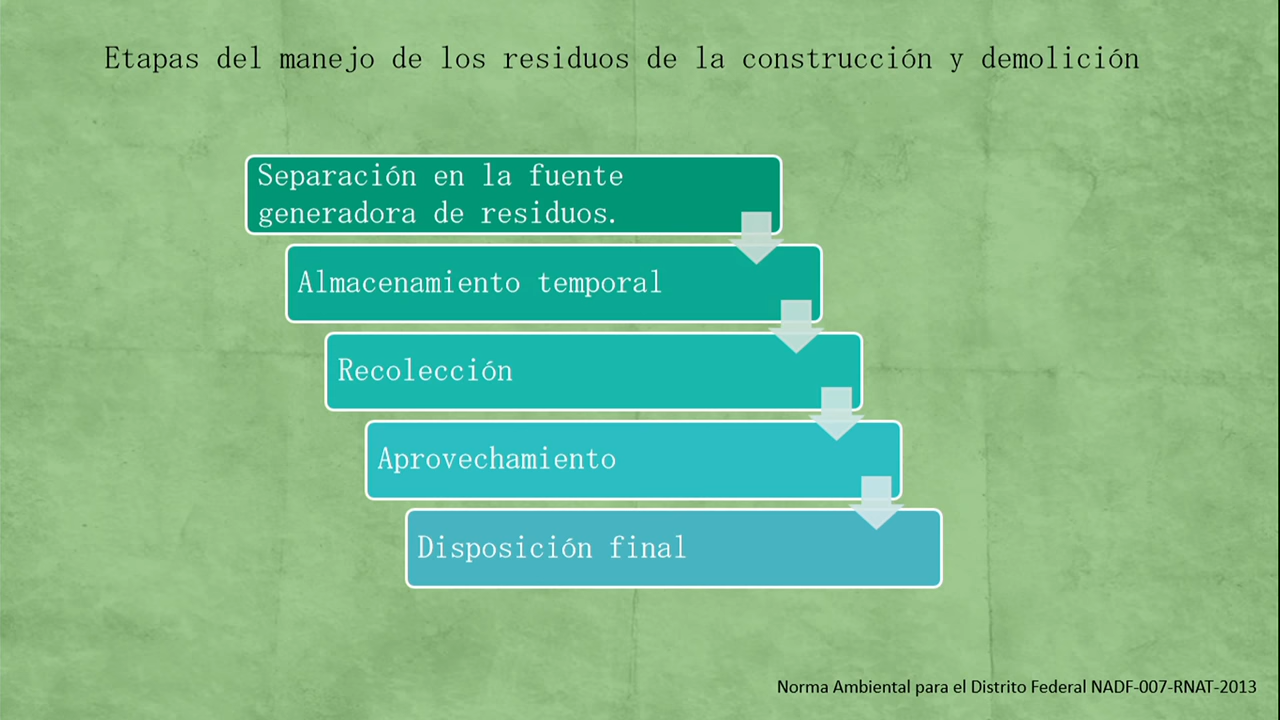 Etapas del manejo de los residuos de la construcción y demolición
Separación en la fuente
generadora de residuos.
Almacenamiento temporal
Recolección
Aprovechamiento
Disposición final
Norma Ambiental para el Distrito Federal NADF-007-RNAT-2013